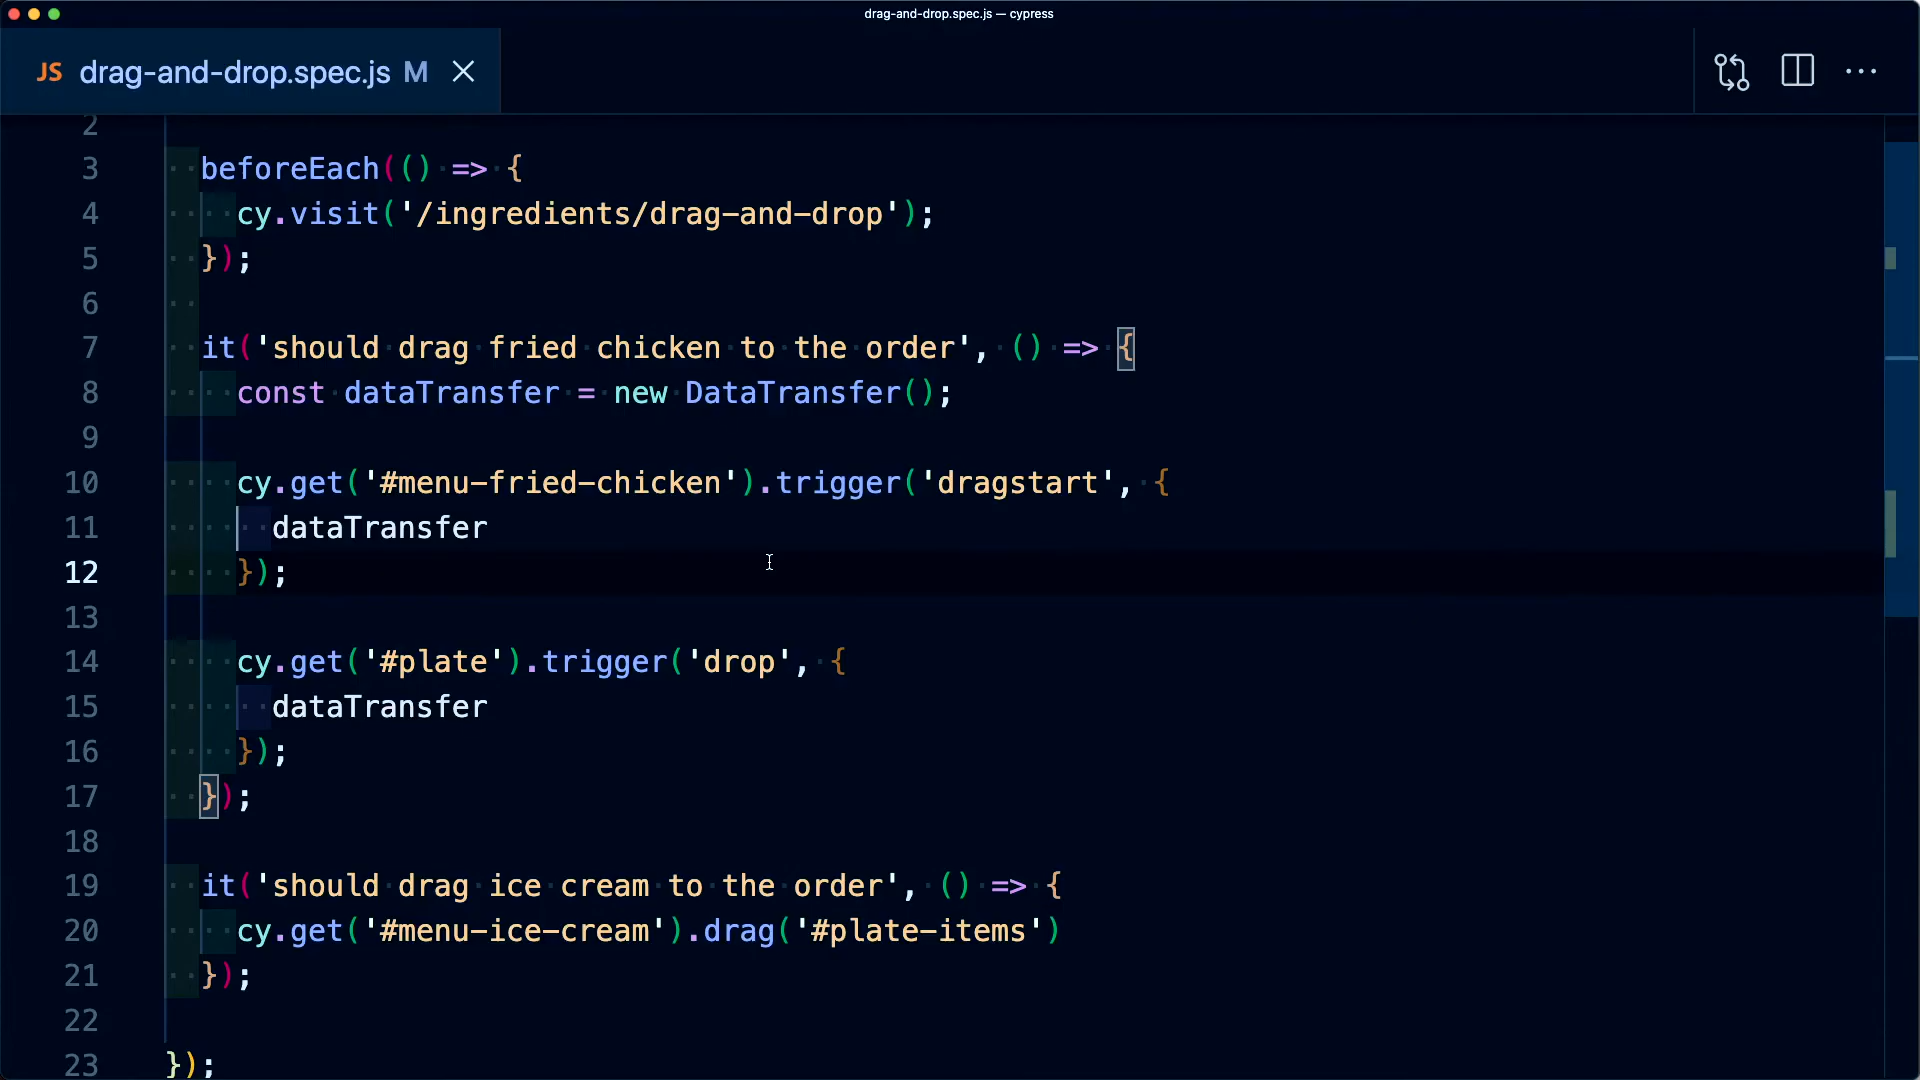 drag-and-drop.spec.js — cypress
JS drag-and-drop.spec.js M
2
3 beforeEach(() => {
4 cy.visit('/ingredients/drag-and-drop');
5 });
6
7 it('should drag fried chicken to the order', () => {
8 const dataTransfer = new DataTransfer();
9
10 cy.get('#menu-fried-chicken').trigger('dragstart', {
11 dataTransfer
12 });
13
14 cy.get('#plate').trigger('drop', {
15 dataTransfer
16 });
17 });
18
19 it('should drag ice cream to the order', () => {
20 cy.get('#menu-ice-cream').drag('#plate-items')
21 });
22
23 });